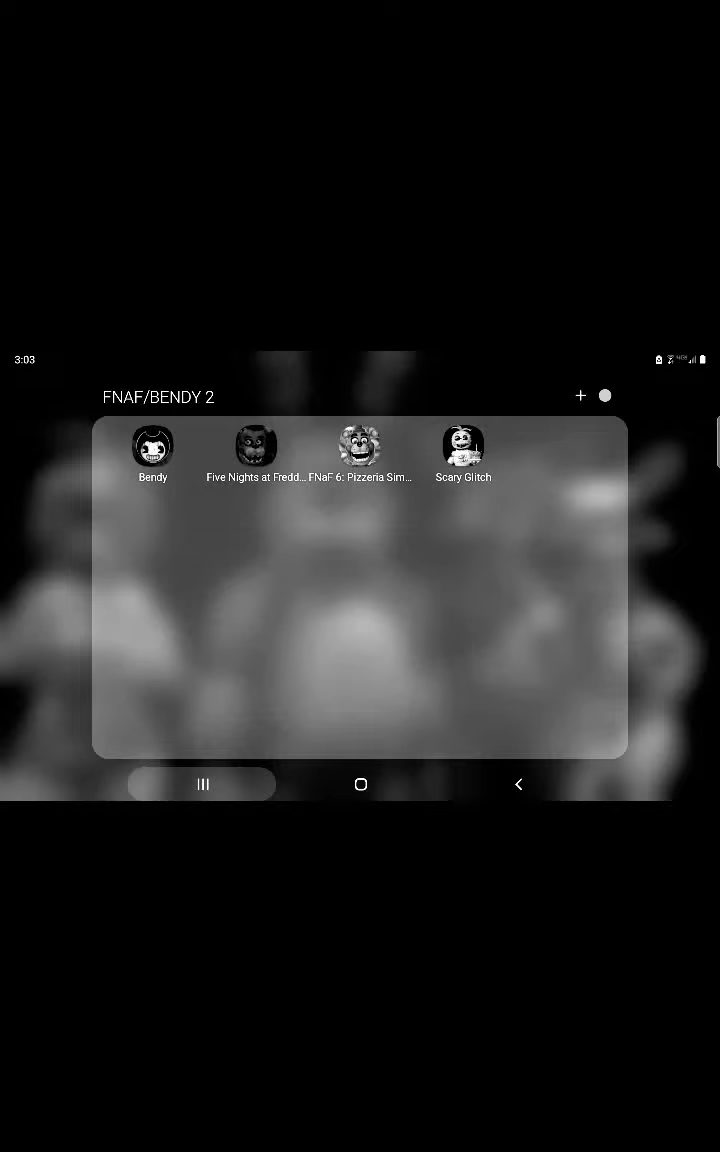 3:03
FNAF/BENDY 2
Bendy
Five Nights at Fredd...
FNaF 6: Pizzeria Sim...
Scary Glitch